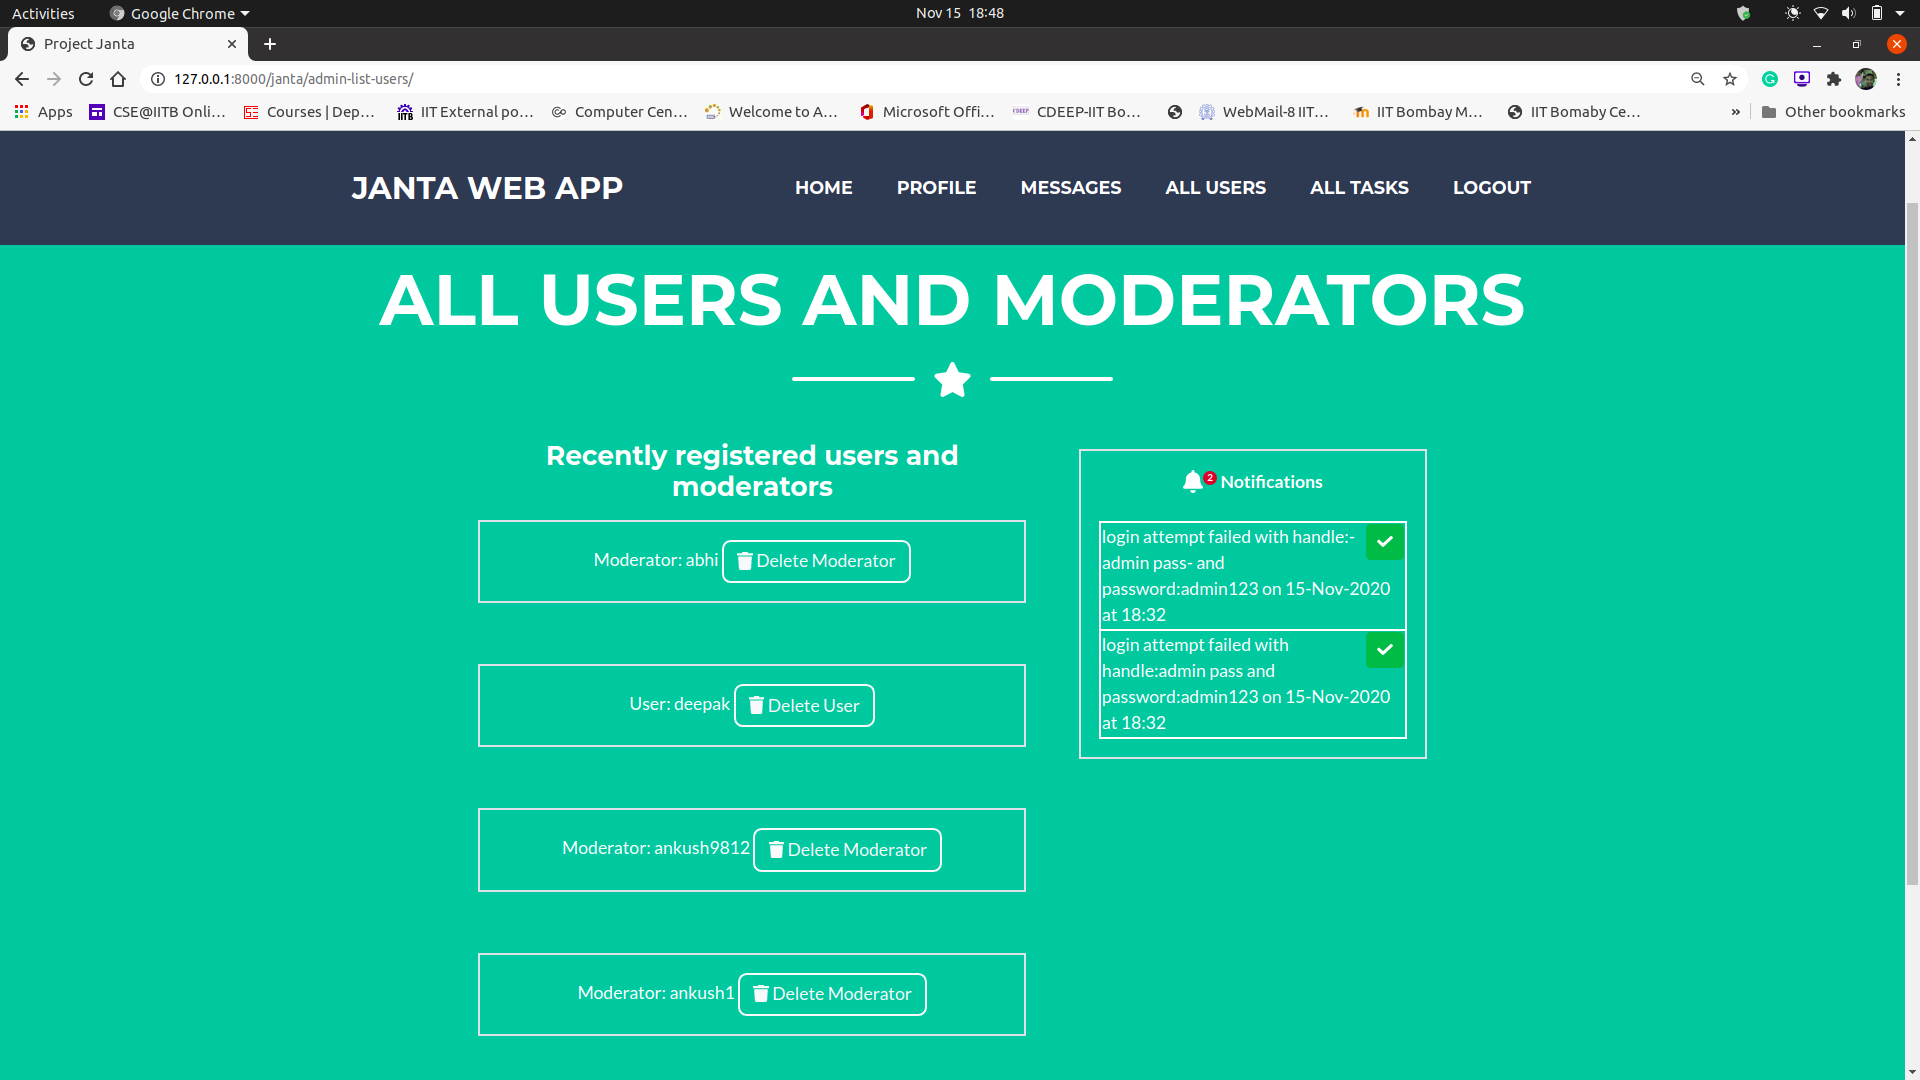 Activities
Google Chrome
Nov 15 18:48
Project Janta
127.0.0.1:8000/janta/admin-list-users/
Apps
CSE@IITB Onli...
Courses | Dep...
IIT External po...
Computer Cen...
Welcome to A...
Microsoft Offi...
CDEEP-IIT Bo...
WebMail-8 IIT...
IIT Bombay M...
IIT Bomaby Ce...
»
Other bookmarks
JANTA WEB APP
HOME
PROFILE
MESSAGES
ALL USERS
ALL TASKS
LOGOUT
ALL USERS AND MODERATORS
Recently registered users and
moderators
Moderator: abhi
Delete Moderator
User: deepak
Delete User
Moderator: ankush9812
Delete Moderator
Moderator: ankush1
Delete Moderator
2
Notifications
login attempt failed with handle:-
admin pass- and
password:admin123 on 15-Nov-2020
at 18:32
login attempt failed with
handle:admin pass and
password:admin123 on 15-Nov-2020
at 18:32